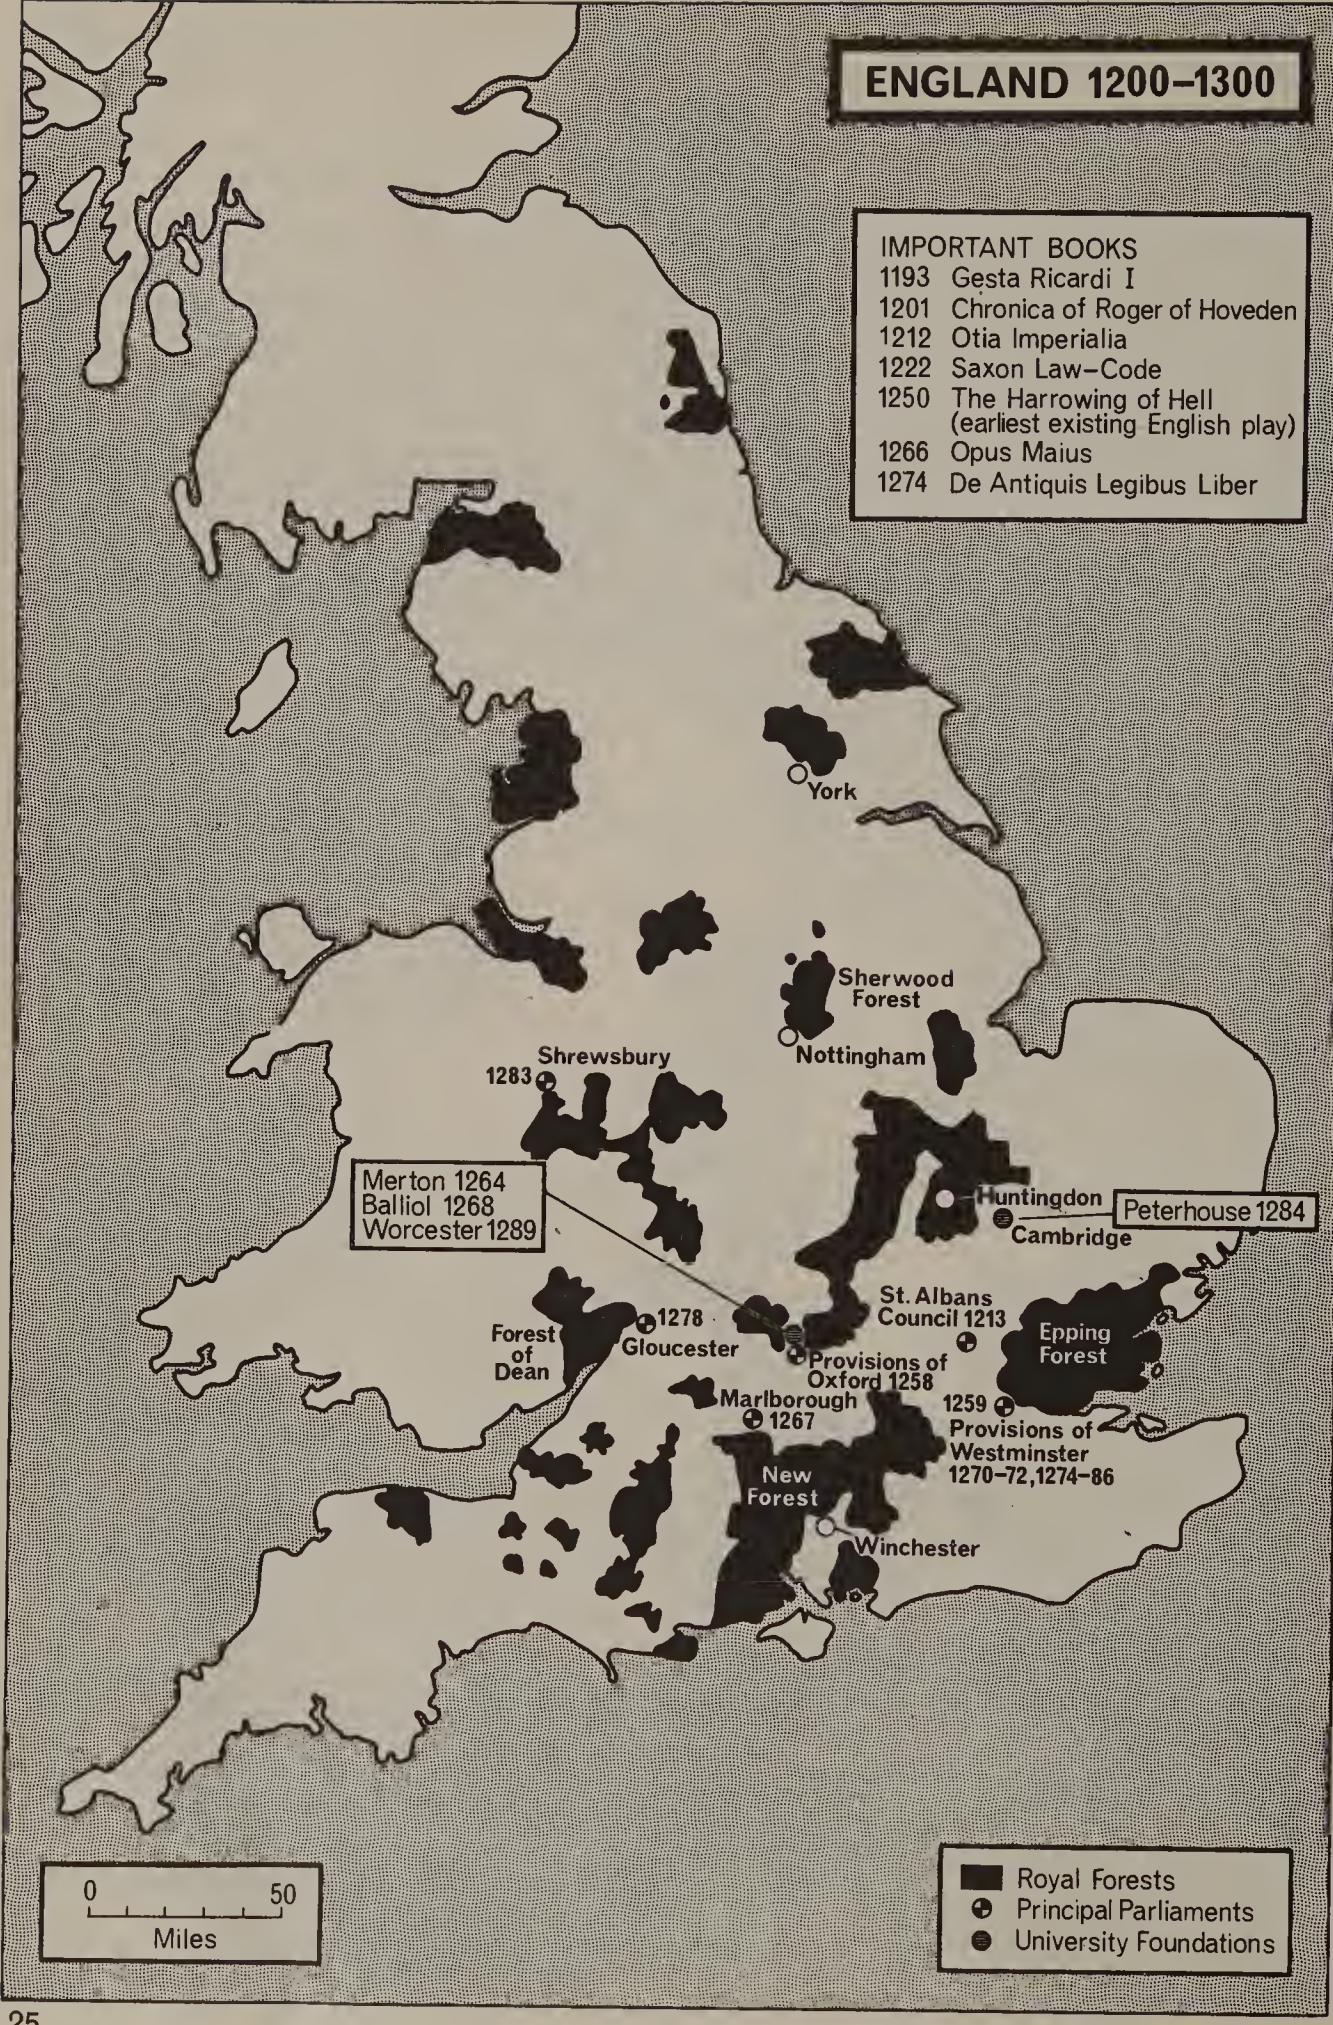 ENGLAND 1200–1300
IMPORTANT BOOKS
1193 Gesta Ricardi I
1201 Chronica of Roger of Hoveden
1212 Otia Imperialia
1222 Saxon Law–Code
1250 The Harrowing of Hell
(earliest existing English play)
1266 Opus Maius
1274 De Antiquis Legibus Liber
York
Sherwood
Forest
Nottingham
Shrewsbury
1283
Merton 1264
Balliol 1268
Worcester 1289
Huntingdon
Peterhouse 1284
Cambridge
St. Albans
Council 1213
Epping
Forest
1278
Gloucester
Forest
of
Dean
Provisions of
Oxford 1258
Marlborough
1267
1259
Provisions of
Westminster
1270–72,1274–86
New
Forest
Winchester
0 50
Miles
Royal Forests
Principal Parliaments
University Foundations
25